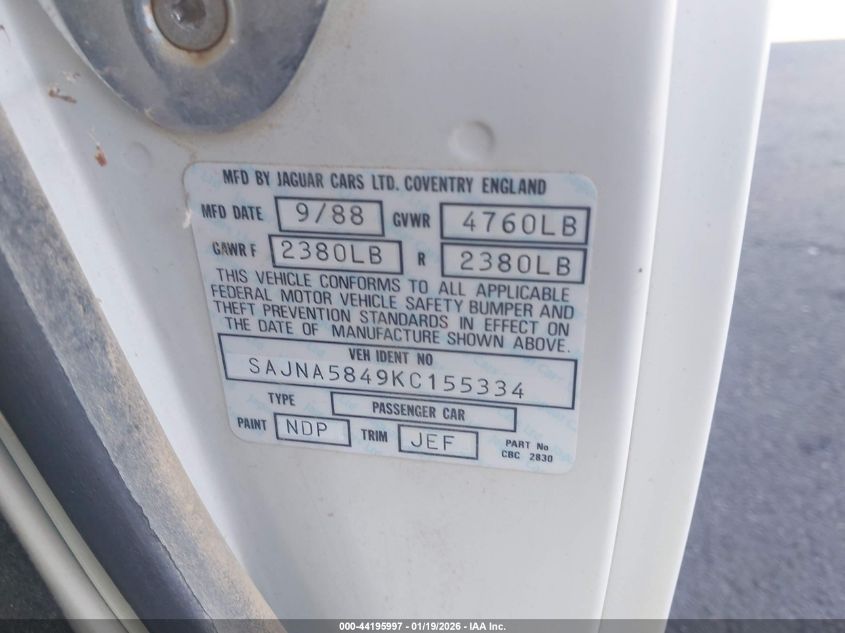 MFD BY JAGUAR CARS LTD. COVENTRY ENGLAND
MFD DATE 9/88 GVWR 4760LB
GAWR F 2380LB R 2380LB
THIS VEHICLE CONFORMS TO ALL APPLICABLE
FEDERAL MOTOR VEHICLE SAFETY BUMPER AND
THEFT PREVENTION STANDARDS IN EFFECT ON
THE DATE OF MANUFACTURE SHOWN ABOVE.
VEH IDENT NO
SAJNA5849KC155334
TYPE PASSENGER CAR
PAINT NDP TRIM JEF PART No
CBC 2830
000-44195997 - 01/19/2026 - IAA Inc.